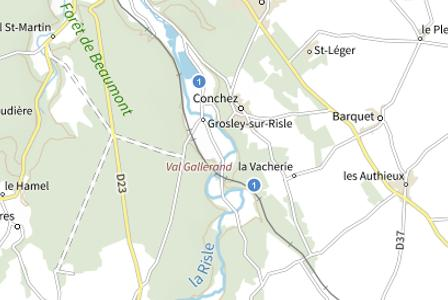 l St-Martin
le Ple
St-Léger
Forêt de Beaumont
1
Conchez
Grosley-sur-Risle
Barquet
udière
Val Gallerand
la Vacherie
les Authieux
le Hamel
D23
1
res
D37
la Risle